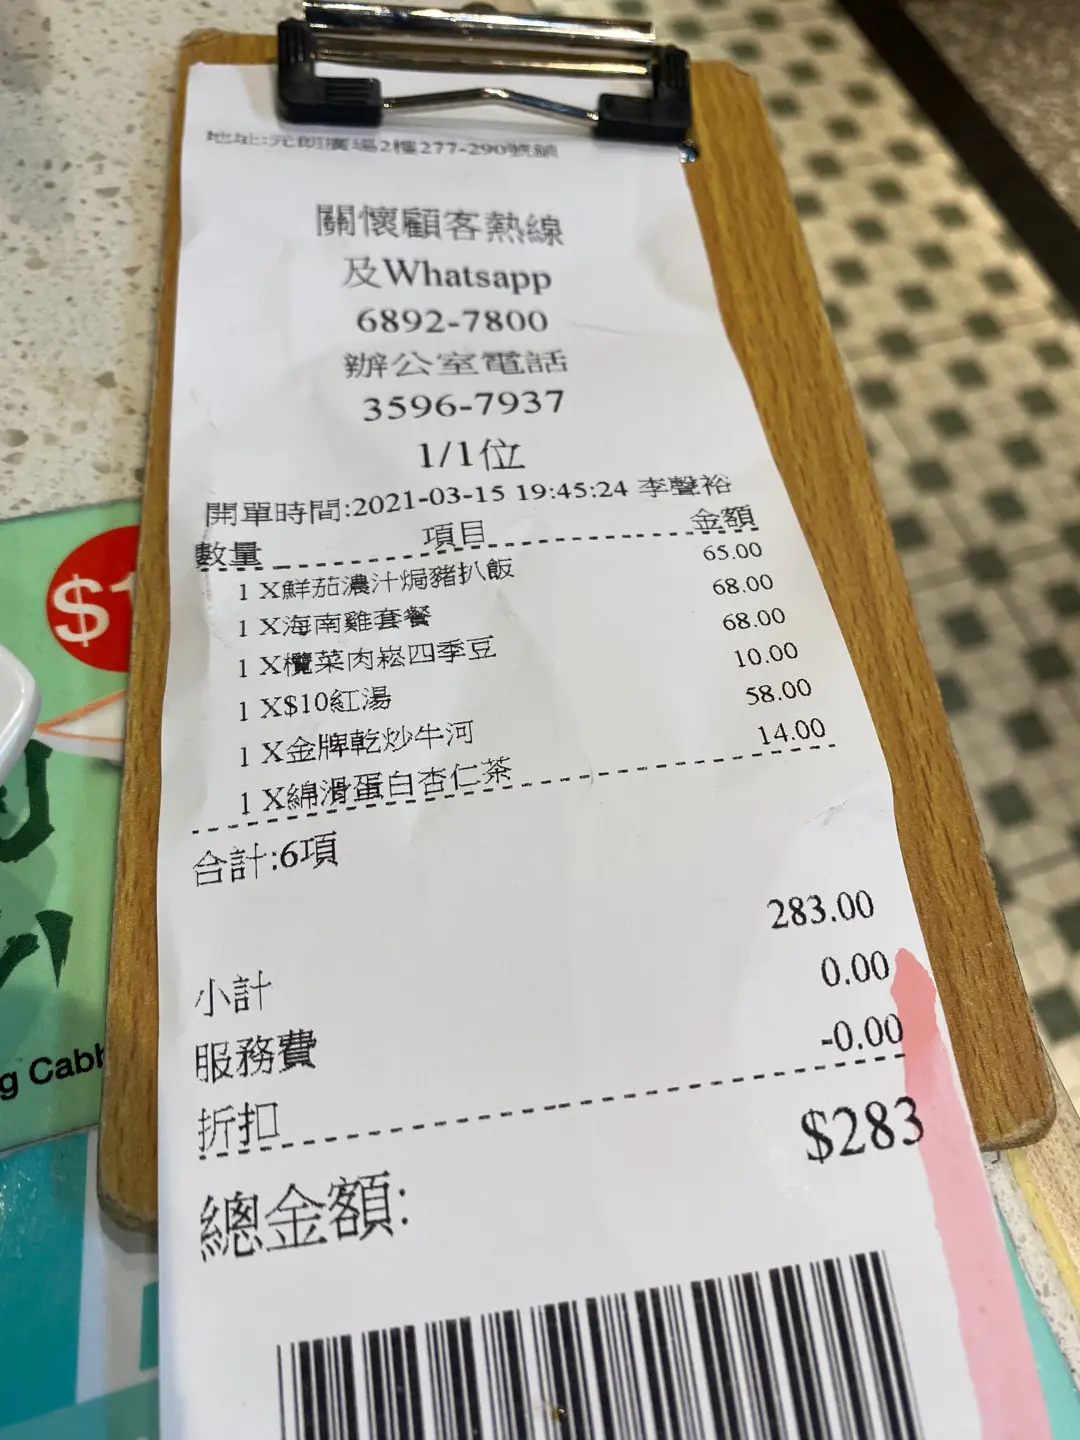 地址:元朗廣場2樓277-290號舖
關懷顧客熱線
及Whatsapp
6892-7800
辦公室電話
3596-7937
1/1位
開單時間:2021-03-15 19:45:24 李聲裕
數量 項目 金額
1 X鮮茄濃汁焗豬扒飯 65.00
1 X海南雞套餐 68.00
1 X欖菜肉崧四季豆 68.00
1 X$10紅湯 10.00
1 X金牌乾炒牛河 58.00
1 X綿滑蛋白杏仁茶 14.00
合計:6項
小計 283.00
服務費 0.00
折扣 -0.00
總金額: $283
$1
g Cabb